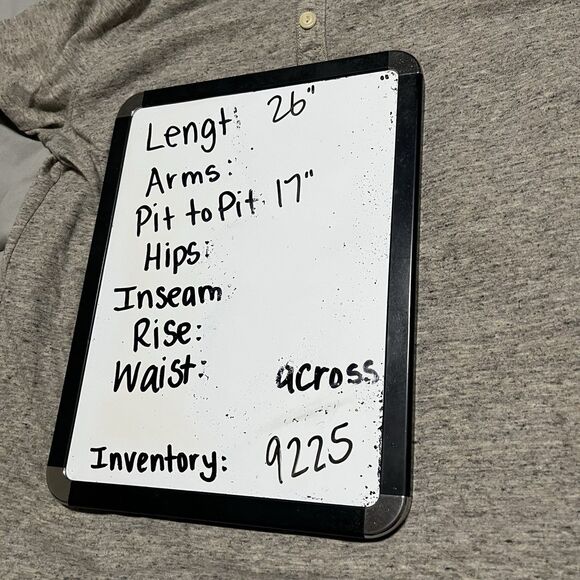 Lengt 26"
Arms:
Pit to Pit 17"
Hips:
Inseam
Rise:
Waist: across
Inventory: 9225